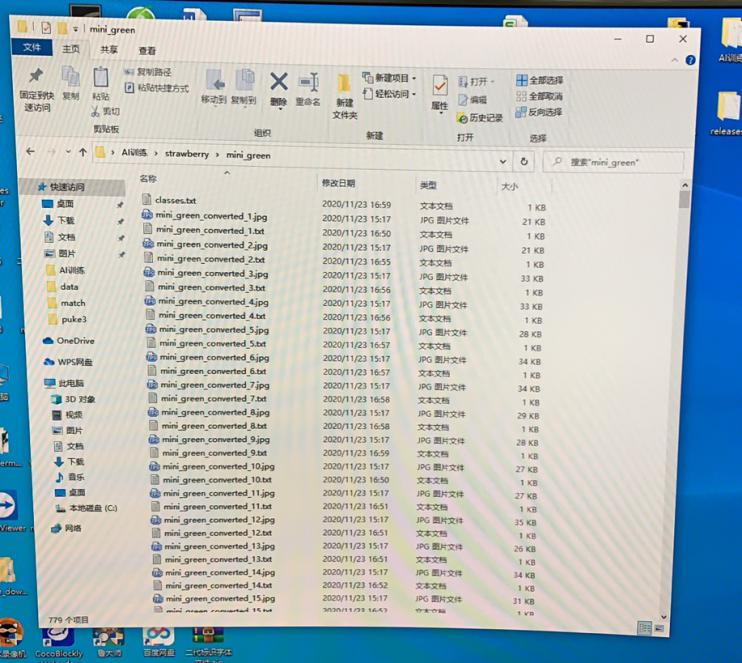 mini_green
文件 主页 共享 查看
固定到快速访问 复制 粘贴 复制路径 粘贴快捷方式 剪切 移动到 复制到 删除 重命名 新建文件夹 新建项目 轻松访问 属性 打开 编辑 历史记录 全部选择 全部取消 反向选择
剪贴板 组织 新建 打开 选择
AI训练 > strawberry > mini_green 搜索"mini_green"
名称 修改日期 类型 大小
classes.txt 2020/11/23 16:59 文本文档 1 KB
mini_green_converted_1.jpg 2020/11/23 15:17 JPG 图片文件 21 KB
mini_green_converted_1.txt 2020/11/23 16:50 文本文档 1 KB
mini_green_converted_2.jpg 2020/11/23 15:17 JPG 图片文件 21 KB
mini_green_converted_2.txt 2020/11/23 16:55 文本文档 1 KB
mini_green_converted_3.jpg 2020/11/23 15:17 JPG 图片文件 33 KB
mini_green_converted_3.txt 2020/11/23 16:56 文本文档 1 KB
mini_green_converted_4.jpg 2020/11/23 15:17 JPG 图片文件 33 KB
mini_green_converted_4.txt 2020/11/23 16:56 文本文档 1 KB
mini_green_converted_5.jpg 2020/11/23 15:17 JPG 图片文件 28 KB
mini_green_converted_5.txt 2020/11/23 16:57 文本文档 1 KB
mini_green_converted_6.jpg 2020/11/23 15:17 JPG 图片文件 34 KB
mini_green_converted_6.txt 2020/11/23 16:57 文本文档 1 KB
mini_green_converted_7.jpg 2020/11/23 15:17 JPG 图片文件 34 KB
mini_green_converted_7.txt 2020/11/23 16:58 文本文档 1 KB
mini_green_converted_8.jpg 2020/11/23 15:17 JPG 图片文件 29 KB
mini_green_converted_8.txt 2020/11/23 16:58 文本文档 1 KB
mini_green_converted_9.jpg 2020/11/23 15:17 JPG 图片文件 28 KB
mini_green_converted_9.txt 2020/11/23 16:59 文本文档 1 KB
mini_green_converted_10.jpg 2020/11/23 15:17 JPG 图片文件 27 KB
mini_green_converted_10.txt 2020/11/23 16:50 文本文档 1 KB
mini_green_converted_11.jpg 2020/11/23 15:17 JPG 图片文件 27 KB
mini_green_converted_11.txt 2020/11/23 16:51 文本文档 1 KB
mini_green_converted_12.jpg 2020/11/23 15:17 JPG 图片文件 35 KB
mini_green_converted_12.txt 2020/11/23 16:51 文本文档 1 KB
mini_green_converted_13.jpg 2020/11/23 15:17 JPG 图片文件 26 KB
mini_green_converted_13.txt 2020/11/23 16:51 文本文档 1 KB
mini_green_converted_14.jpg 2020/11/23 15:17 JPG 图片文件 34 KB
mini_green_converted_14.txt 2020/11/23 16:52 文本文档 1 KB
mini_green_converted_15.jpg 2020/11/23 15:17 JPG 图片文件 31 KB
mini_green_converted_15.txt 2020/11/23 16:52 文本文档 1 KB
快速访问
桌面
下载
文档
图片
AI训练
data
match
puke3
OneDrive
WPS网盘
此电脑
3D 对象
视频
图片
文档
下载
音乐
桌面
本地磁盘 (C:)
网络
779 个项目
AI训练
release
Viewer
CocoBlockly
鲁大师
百度网盘
二代标识字体